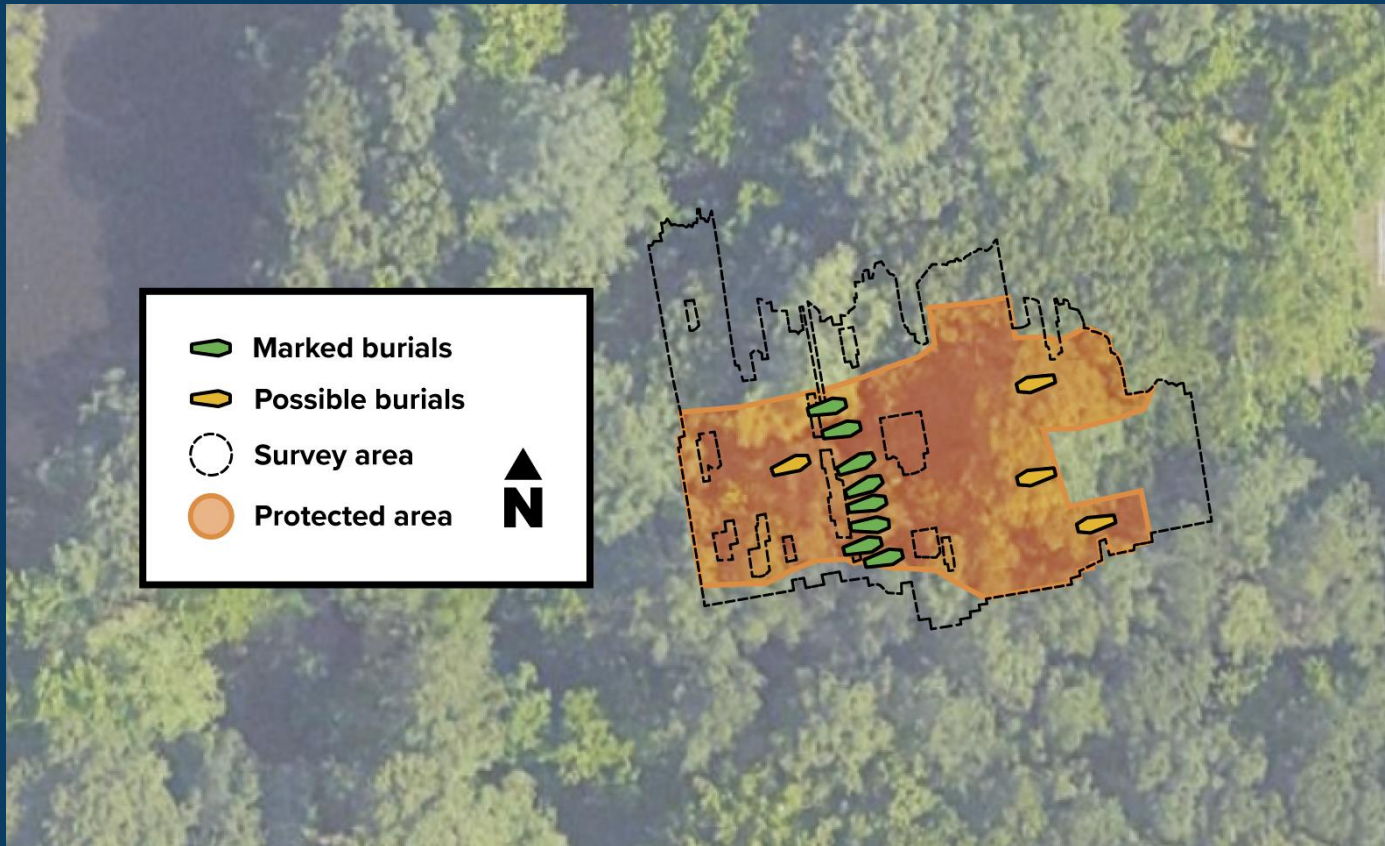 Marked burials
Possible burials
Survey area
Protected area
N